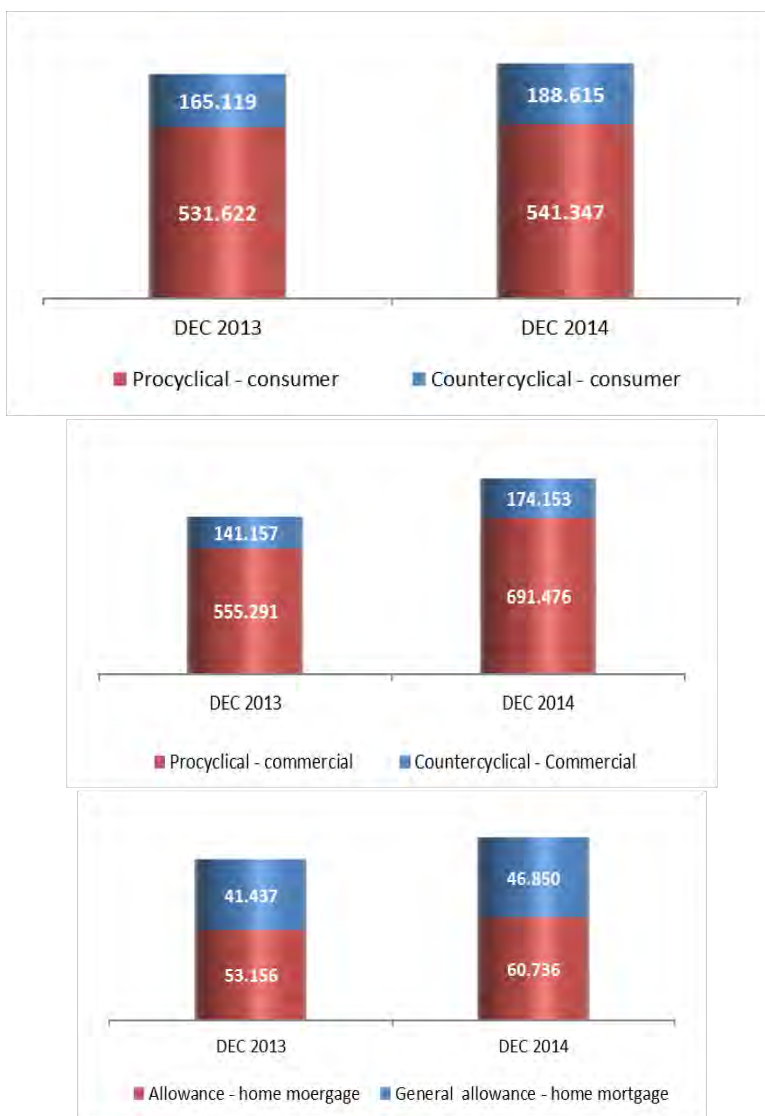 165.119 188.615
531.622 541.347
DEC 2013 DEC 2014
Procyclical - consumer Countercyclical - consumer
141.157 174.153
555.291 691.476
DEC 2013 DEC 2014
Procyclical - commercial Countercyclical - Commercial
41.437 46.850
53.156 60.736
DEC 2013 DEC 2014
Allowance - home moergage General allowance - home mortgage